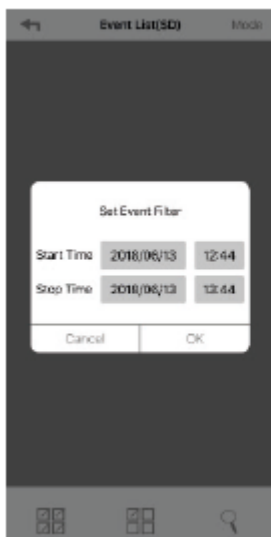 Event List(SD) Mode
Set Event Filter
Start Time 2018/06/13 12:44
Stop Time 2018/06/13 13:44
Cancel OK